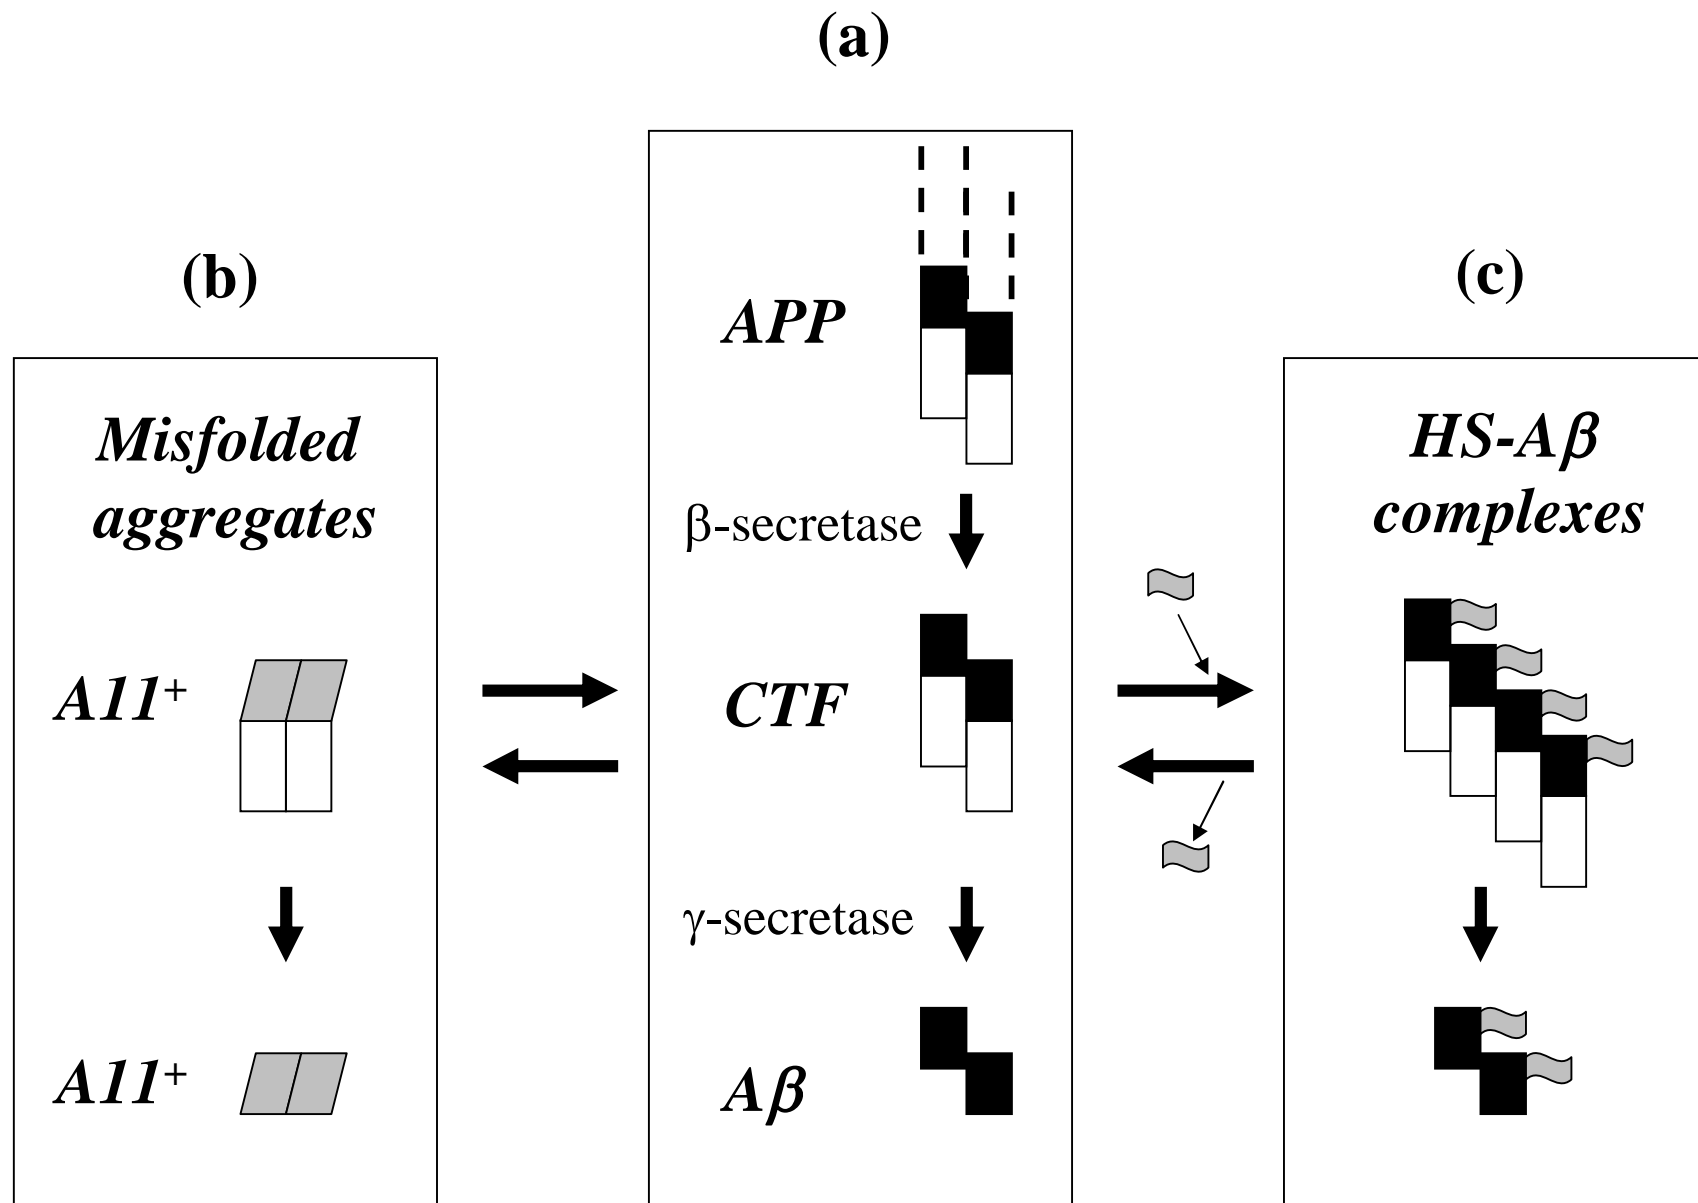 (a)
(b)
(c)
Misfolded
aggregates
A11+
A11+
APP
β-secretase
CTF
γ-secretase
Aβ
HS-Aβ
complexes